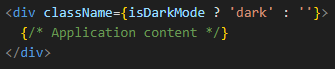 <div className={isDarkMode ? 'dark' : ''}>
  {/* Application content */}
</div>